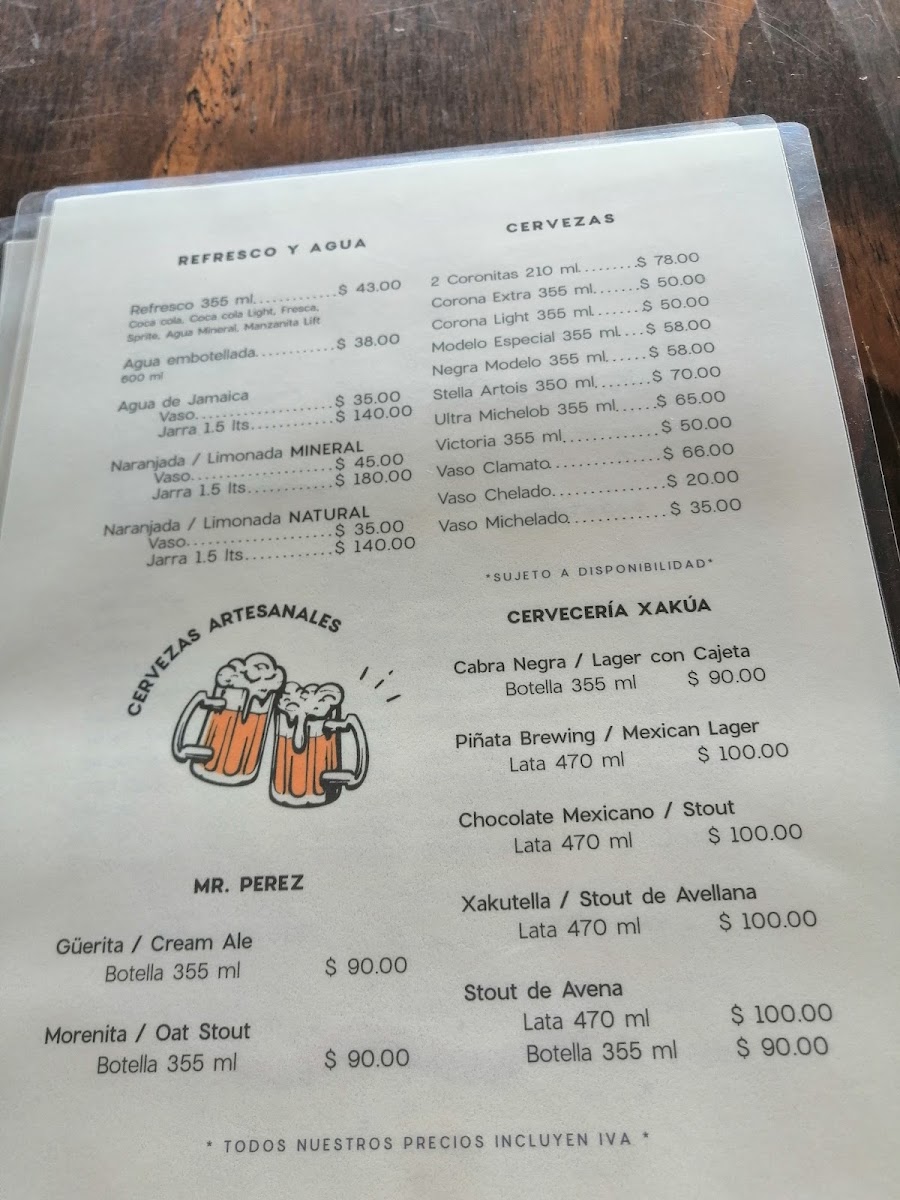 REFRESCO Y AGUA
Refresco 355 ml............$ 43.00
Coca cola, Coca cola Light, Fresca,
Sprite, Agua Mineral, Manzanita Lift
Agua embotellada............$ 38.00
600 ml
Agua de Jamaica
Vaso....................$ 35.00
Jarra 1.5 lts............$ 140.00
Naranjada / Limonada MINERAL
Vaso....................$ 45.00
Jarra 1.5 lts............$ 180.00
Naranjada / Limonada NATURAL
Vaso....................$ 35.00
Jarra 1.5 lts............$ 140.00
CERVEZAS
2 Coronitas 210 ml........$ 78.00
Corona Extra 355 ml.......$ 50.00
Corona Light 355 ml.......$ 50.00
Modelo Especial 355 ml....$ 58.00
Negra Modelo 355 ml......$ 58.00
Stella Artois 350 ml........$ 70.00
Ultra Michelob 355 ml......$ 65.00
Victoria 355 ml.............$ 50.00
Vaso Clamato...............$ 66.00
Vaso Chelado...............$ 20.00
Vaso Michelado.............$ 35.00
*SUJETO A DISPONIBILIDAD*
CERVEZAS ARTESANALES
MR. PEREZ
Güerita / Cream Ale
Botella 355 ml $ 90.00
Morenita / Oat Stout
Botella 355 ml $ 90.00
CERVECERÍA XAKÚA
Cabra Negra / Lager con Cajeta
Botella 355 ml $ 90.00
Piñata Brewing / Mexican Lager
Lata 470 ml $ 100.00
Chocolate Mexicano / Stout
Lata 470 ml $ 100.00
Xakutella / Stout de Avellana
Lata 470 ml $ 100.00
Stout de Avena
Lata 470 ml $ 100.00
Botella 355 ml $ 90.00
* TODOS NUESTROS PRECIOS INCLUYEN IVA *